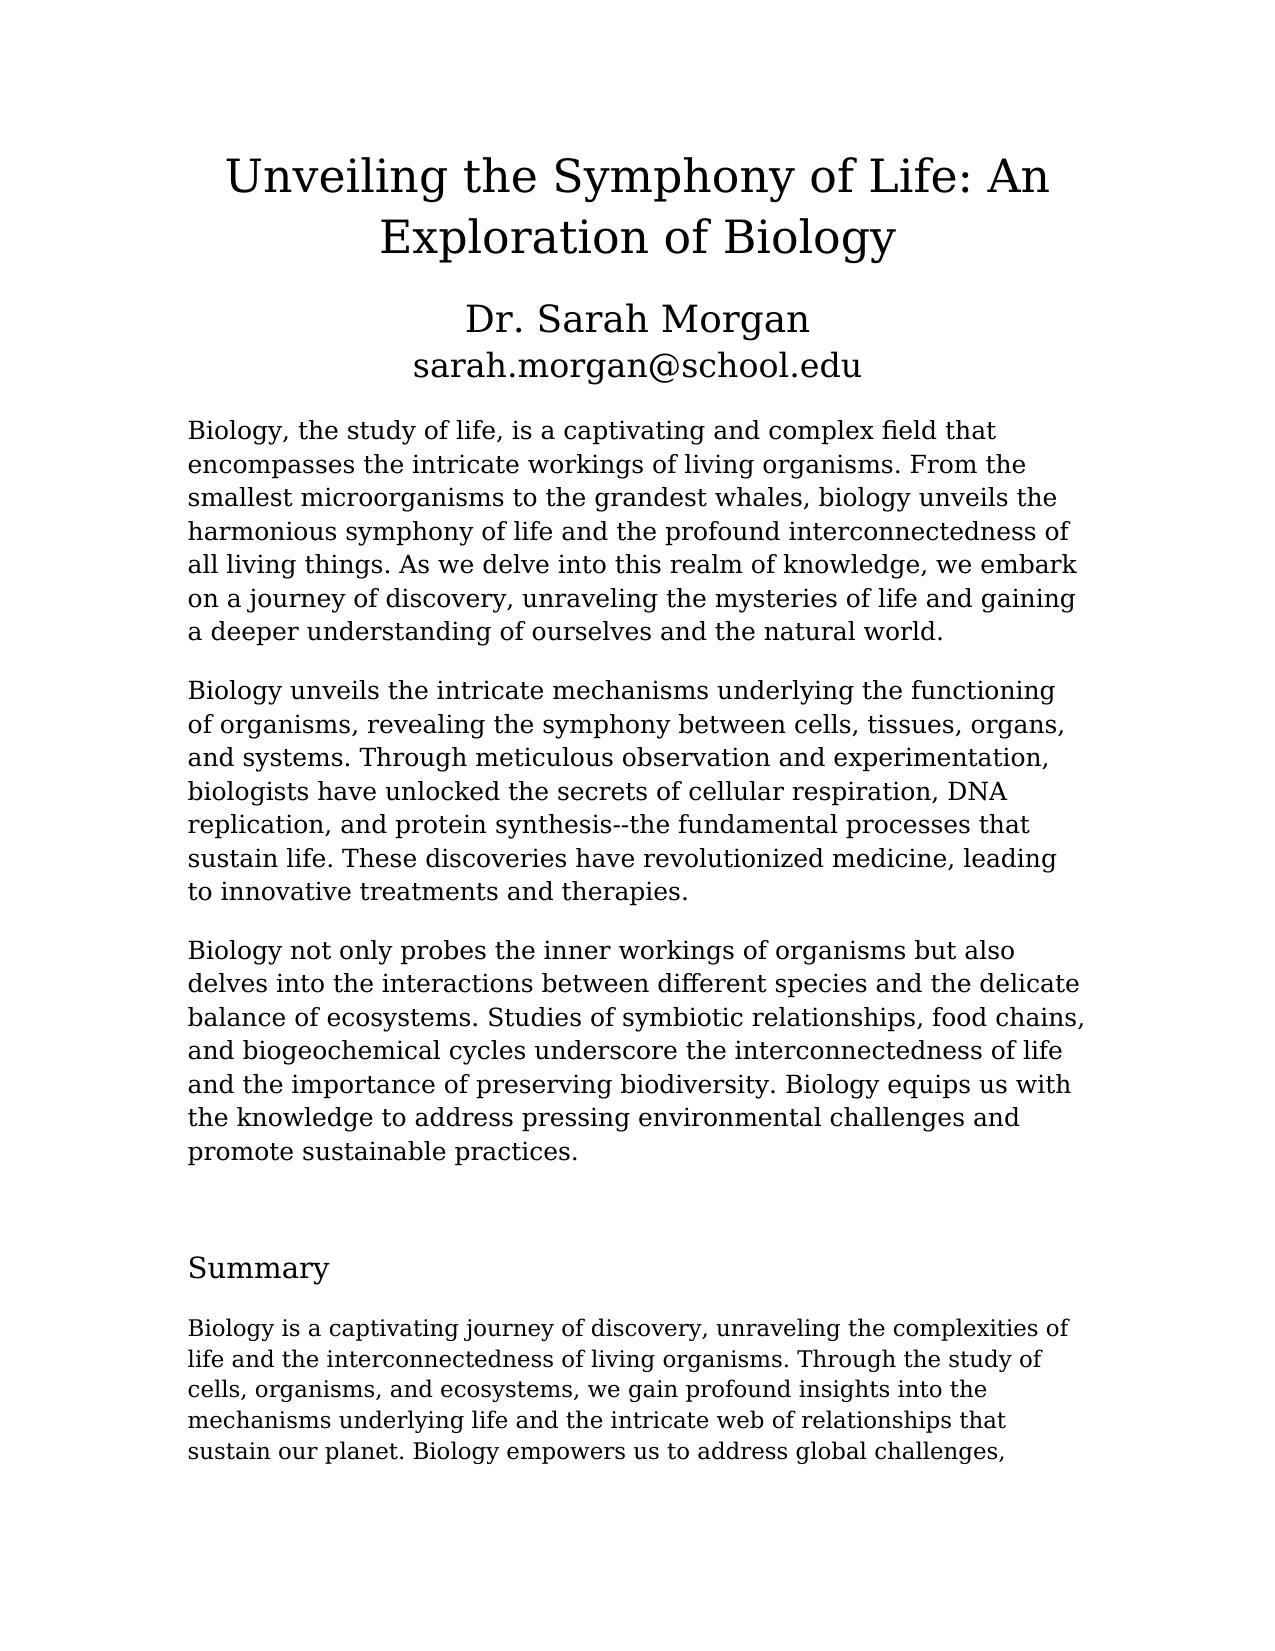 Unveiling the Symphony of Life: An
Exploration of Biology
Dr. Sarah Morgan
sarah.morgan@school.edu
Biology, the study of life, is a captivating and complex field that
encompasses the intricate workings of living organisms. From the
smallest microorganisms to the grandest whales, biology unveils the
harmonious symphony of life and the profound interconnectedness of
all living things. As we delve into this realm of knowledge, we embark
on a journey of discovery, unraveling the mysteries of life and gaining
a deeper understanding of ourselves and the natural world.
Biology unveils the intricate mechanisms underlying the functioning
of organisms, revealing the symphony between cells, tissues, organs,
and systems. Through meticulous observation and experimentation,
biologists have unlocked the secrets of cellular respiration, DNA
replication, and protein synthesis--the fundamental processes that
sustain life. These discoveries have revolutionized medicine, leading
to innovative treatments and therapies.
Biology not only probes the inner workings of organisms but also
delves into the interactions between different species and the delicate
balance of ecosystems. Studies of symbiotic relationships, food chains,
and biogeochemical cycles underscore the interconnectedness of life
and the importance of preserving biodiversity. Biology equips us with
the knowledge to address pressing environmental challenges and
promote sustainable practices.
Summary
Biology is a captivating journey of discovery, unraveling the complexities of
life and the interconnectedness of living organisms. Through the study of
cells, organisms, and ecosystems, we gain profound insights into the
mechanisms underlying life and the intricate web of relationships that
sustain our planet. Biology empowers us to address global challenges,